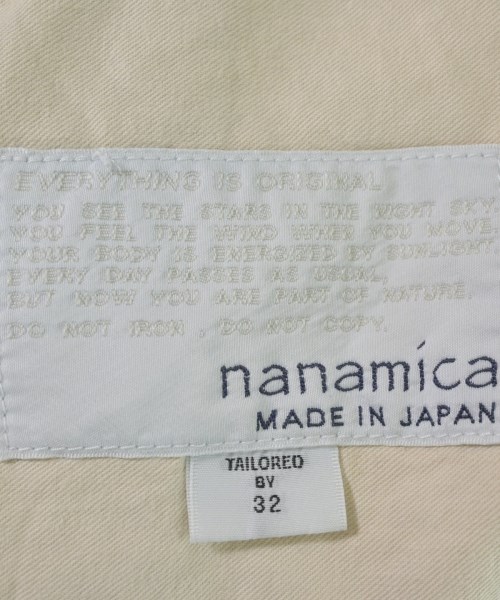 EVERYTHING IS ORIGINAL
YOU SEE THE STARS IN THE NIGHT SKY.
YOU FEEL THE WIND WHEN YOU MOVE.
YOUR BODY IS ENERGIZED BY SUNLIGHT.
EVERY DAY PASSES AS USUAL,
BUT NOW YOU ARE PART OF NATURE.
DO NOT IRON, DO NOT COPY.
nanamica
MADE IN JAPAN
TAILORED
BY
32